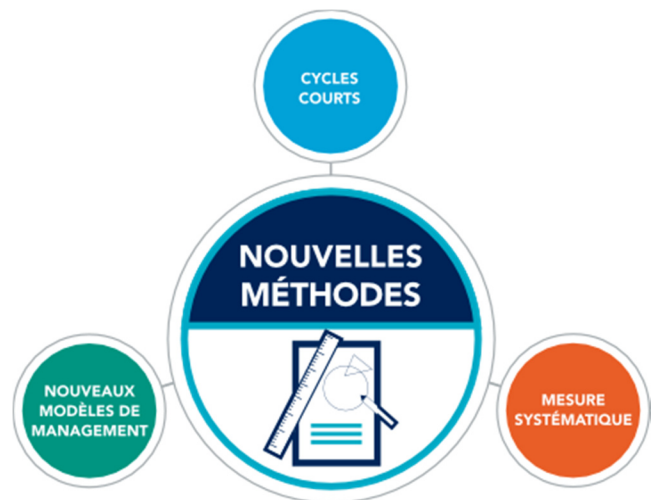 CYCLES
COURTS
NOUVELLES
MÉTHODES
NOUVEAUX
MODÈLES DE
MANAGEMENT
MESURE
SYSTÉMATIQUE